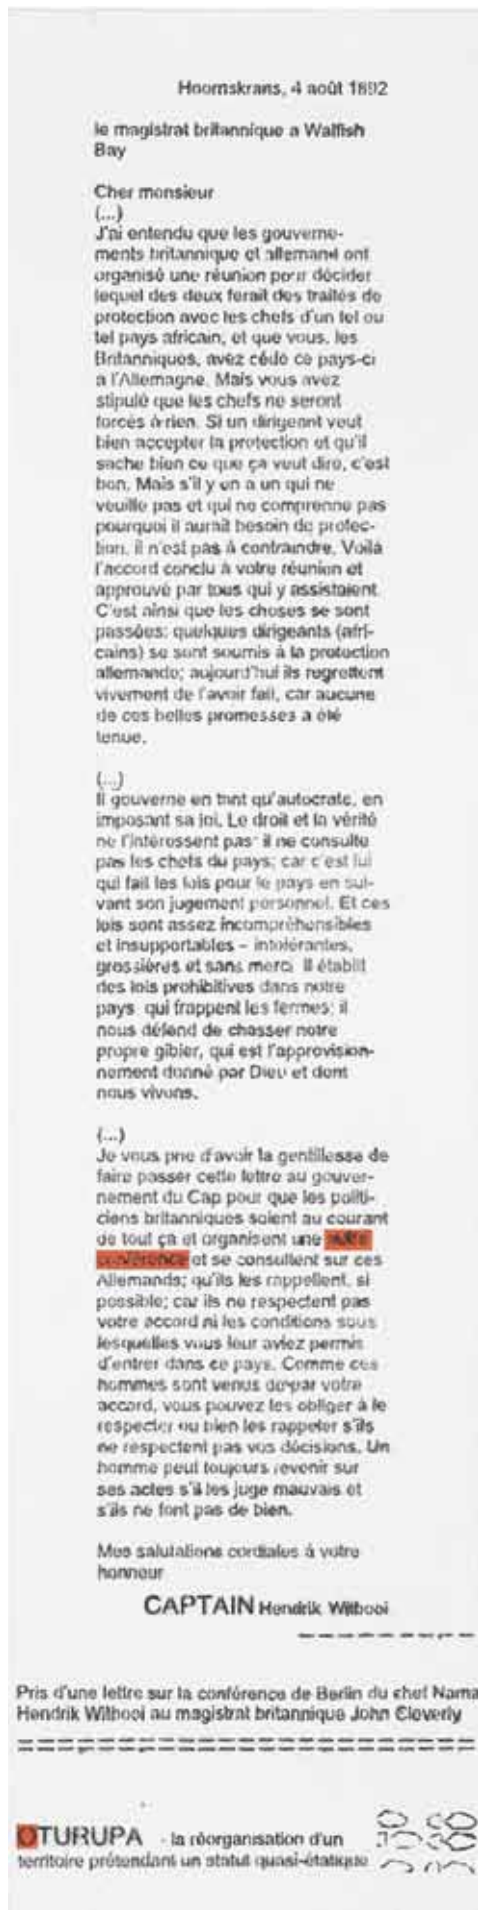 Hoornskrans, 4 août 1892
le magistrat britannique a Walfish
Bay
Cher monsieur
(...)
J'ai entendu que les gouverne-
ments britannique et allemand ont
organisé une réunion pour décider
lequel des deux ferait des traités de
protection avec les chefs d'un tel ou
tel pays africain, et que vous, les
Britanniques, avez cédé ce pays-ci
a l'Allemagne. Mais vous avez
stipulé que les chefs ne seront
forcés à rien. Si un dirigeant veut
bien accepter la protection et qu'il
sache bien ce que ça veut dire, c'est
bon. Mais s'il y en a un qui ne
veuille pas et qui ne comprenne pas
pourquoi il aurait besoin de protec-
tion, il n'est pas à contraindre. Voilà
l'accord conclu à votre réunion et
approuvé par tous qui y assistaient.
C'est ainsi que les choses se sont
passées: quelques dirigeants (afri-
cains) se sont soumis à la protection
allemande; aujourd'hui ils regrettent
vivement de l'avoir fait, car aucune
de ces belles promesses a été
tenue.
(...)
Il gouverne en tant qu'autocrate, en
imposant sa loi. Le droit et la vérité
ne l'intéressent pas: il ne consulte
pas les chefs du pays; car c'est lui
qui fait les lois pour le pays en sui-
vant son jugement personnel. Et ces
lois sont assez incompréhensibles
et insupportables – intolérantes,
grossières et sans merci. Il établit
des lois prohibitives dans notre
pays qui frappent les fermes; il
nous défend de chasser notre
propre gibier, qui est l'approvision-
nement donné par Dieu et dont
nous vivons.
(...)
Je vous prie d'avoir la gentillesse de
faire passer cette lettre au gouver-
nement du Cap pour que les politi-
ciens britanniques soient au courant
de tout ça et organisent une autre
conférence et se consultent sur ces
Allemands; qu'ils les rappellent, si
possible; car ils ne respectent pas
votre accord ni les conditions sous
lesquelles vous leur aviez permis
d'entrer dans ce pays. Comme ces
hommes sont venus de par votre
accord, vous pouvez les obliger à le
respecter ou bien les rappeler s'ils
ne respectent pas vos décisions. Un
homme peut toujours revenir sur
ses actes s'il les juge mauvais et
s'ils ne font pas de bien.
Mes salutations cordiales à votre
honneur
CAPTAIN Hendrik Witbooi
Pris d'une lettre sur la conférence de Berlin du chef Nama
Hendrik Witbooi au magistrat britannique John Cleverly
OTURUPA - la réorganisation d'un
territoire prétendant un statut quasi-étatique